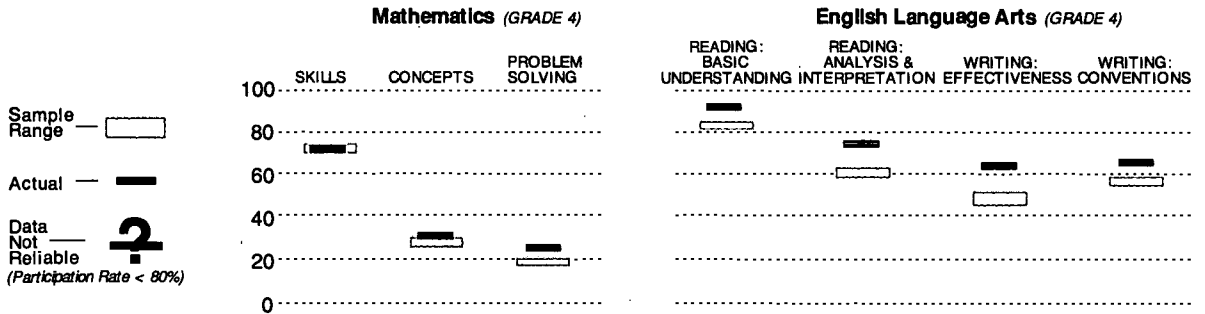 Mathematics (GRADE 4)
SKILLS
CONCEPTS
PROBLEM
SOLVING
English Language Arts (GRADE 4)
READING:
BASIC
UNDERSTANDING
READING:
ANALYSIS &
INTERPRETATION
WRITING:
EFFECTIVENESS
WRITING:
CONVENTIONS
Sample
Range
Actual
?
Data
Not
Reliable
(Participation Rate < 80%)
100
80
60
40
20
0